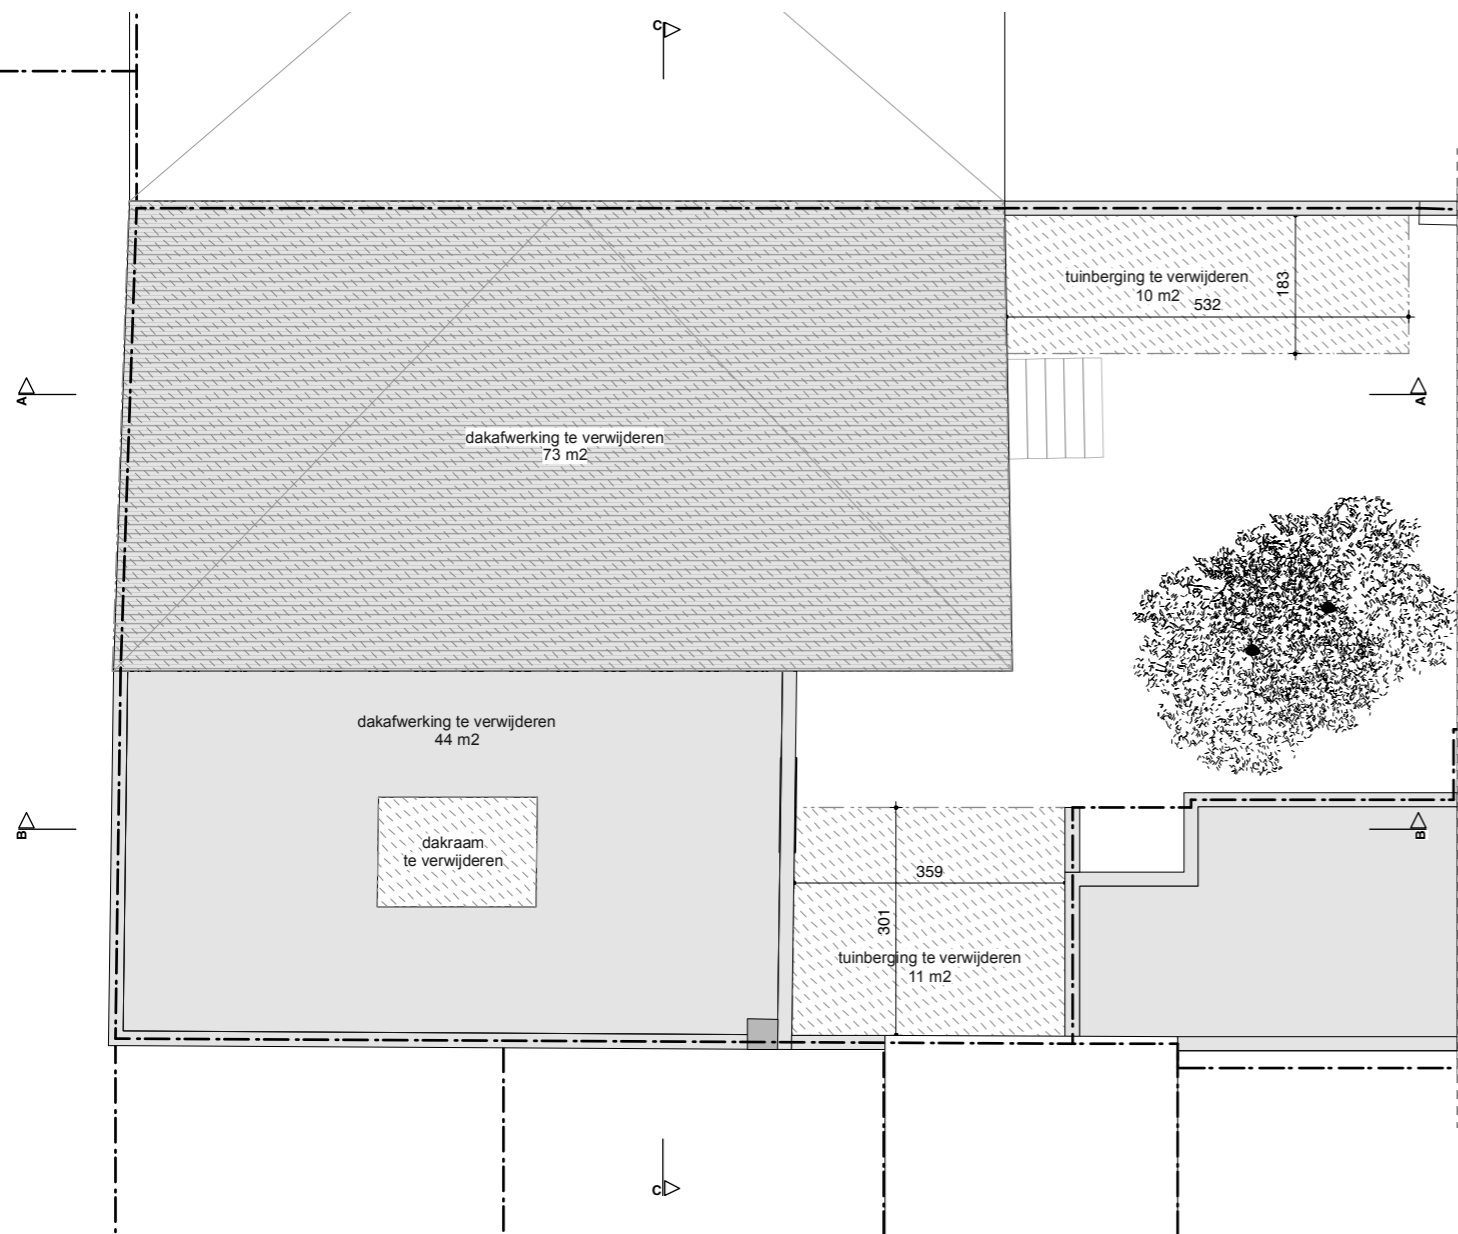 C
tuinberging te verwijderen
10 m2
532
183
A
A
dakafwerking te verwijderen
73 m2
dakafwerking te verwijderen
44 m2
B
B
dakraam
te verwijderen
359
301
tuinberging te verwijderen
11 m2
C